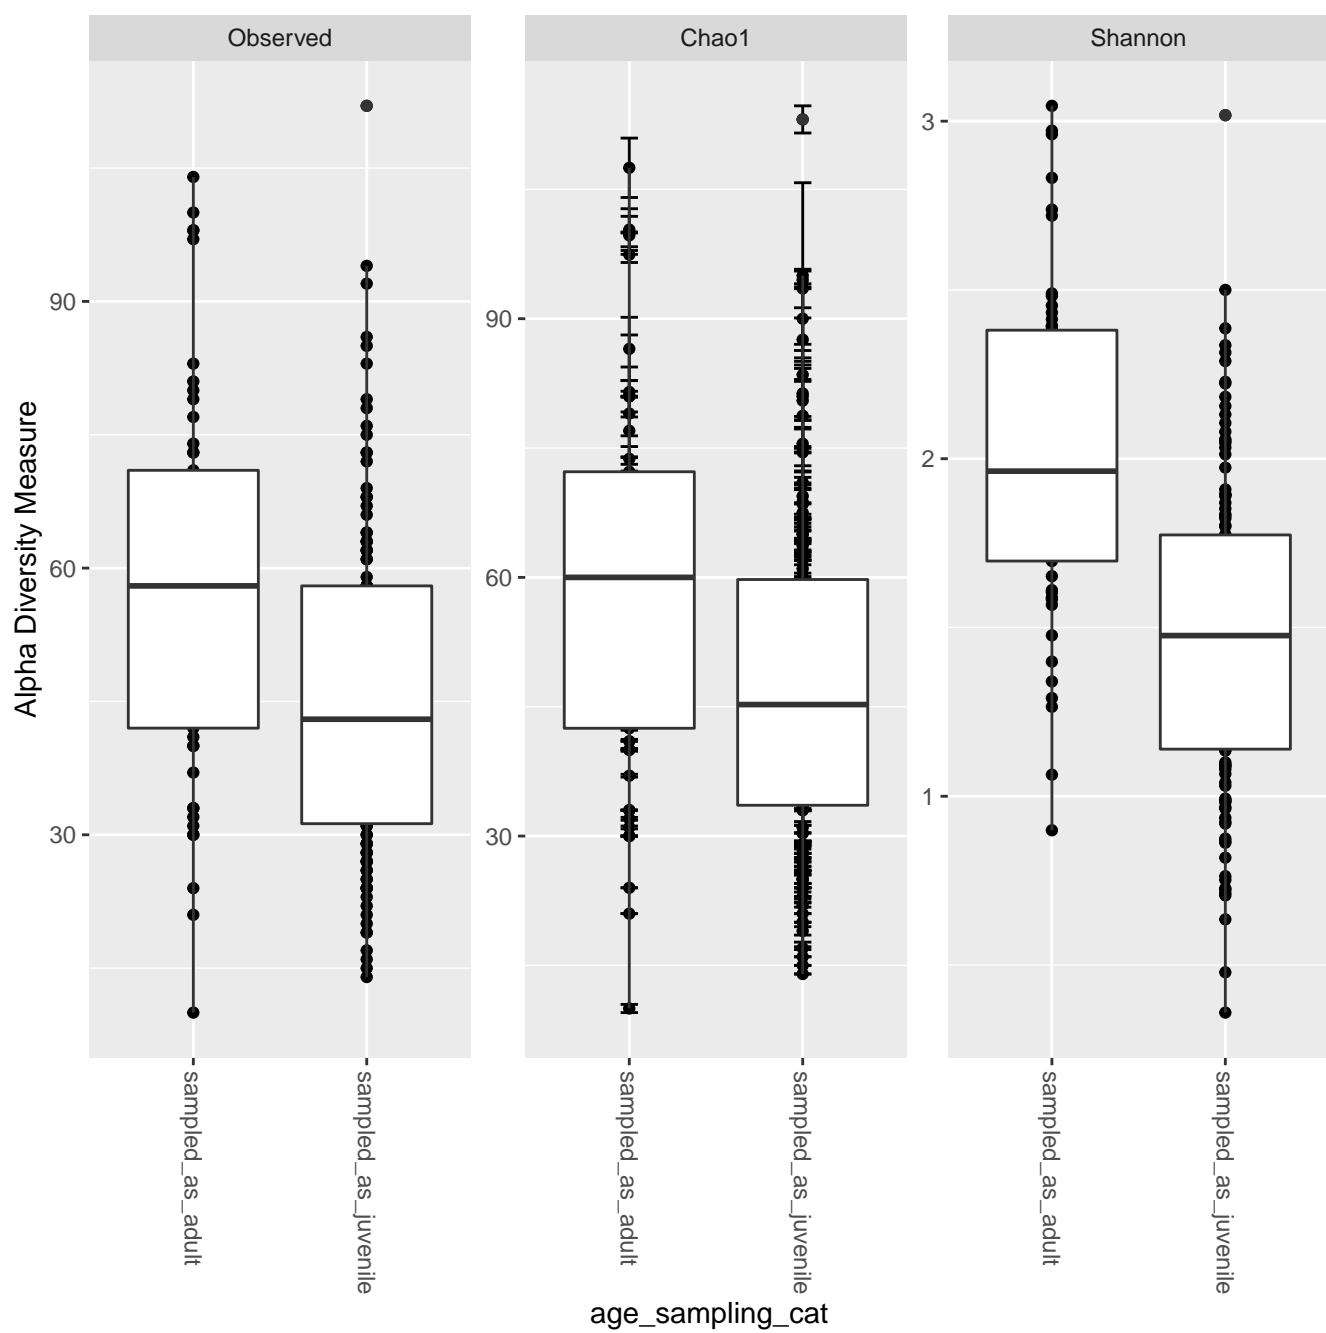 Observed
Chao1
Shannon
Alpha Diversity Measure
90
60
30
90
60
30
3
2
1
sampled_as_adult
sampled_as_juvenile
sampled_as_adult
sampled_as_juvenile
sampled_as_adult
sampled_as_juvenile
age_sampling_cat